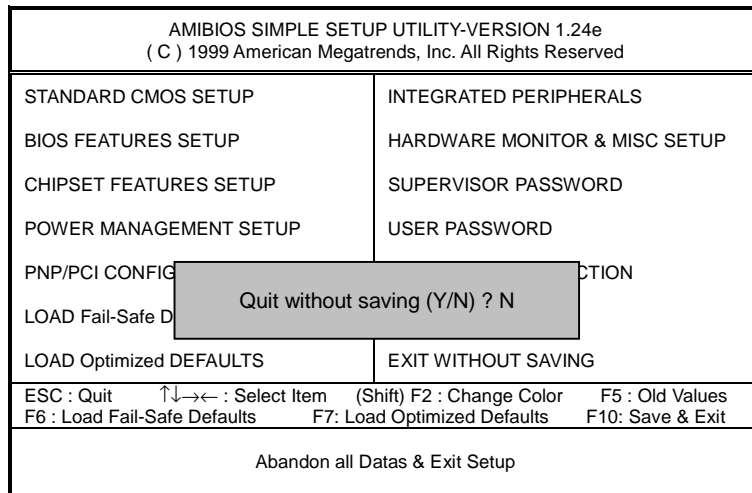 AMIBIOS SIMPLE SETUP UTILITY-VERSION 1.24e
( C ) 1999 American Megatrends, Inc. All Rights Reserved
STANDARD CMOS SETUP
INTEGRATED PERIPHERALS
BIOS FEATURES SETUP
HARDWARE MONITOR & MISC SETUP
CHIPSET FEATURES SETUP
SUPERVISOR PASSWORD
POWER MANAGEMENT SETUP
USER PASSWORD
PNP/PCI CONFIG
CTION
Quit without saving (Y/N) ? N
LOAD Fail-Safe D
LOAD Optimized DEFAULTS
EXIT WITHOUT SAVING
ESC : Quit ↑↓→← : Select Item (Shift) F2 : Change Color F5 : Old Values
F6 : Load Fail-Safe Defaults F7: Load Optimized Defaults F10: Save & Exit
Abandon all Datas & Exit Setup